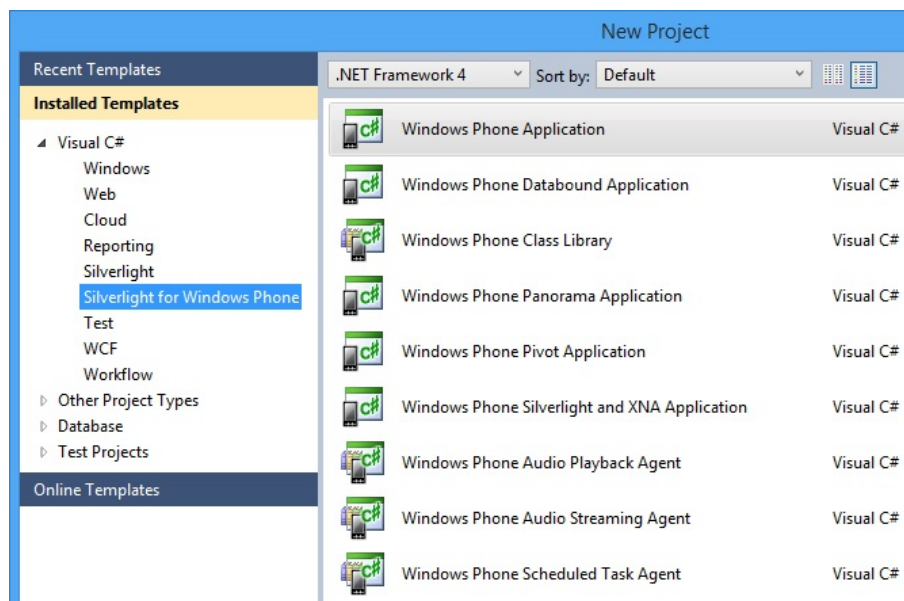 New Project
Recent Templates
Installed Templates
Visual C#
Windows
Web
Cloud
Reporting
Silverlight
Silverlight for Windows Phone
Test
WCF
Workflow
Other Project Types
Database
Test Projects
Online Templates
.NET Framework 4 Sort by: Default
Windows Phone Application Visual C#
Windows Phone Databound Application Visual C#
Windows Phone Class Library Visual C#
Windows Phone Panorama Application Visual C#
Windows Phone Pivot Application Visual C#
Windows Phone Silverlight and XNA Application Visual C#
Windows Phone Audio Playback Agent Visual C#
Windows Phone Audio Streaming Agent Visual C#
Windows Phone Scheduled Task Agent Visual C#